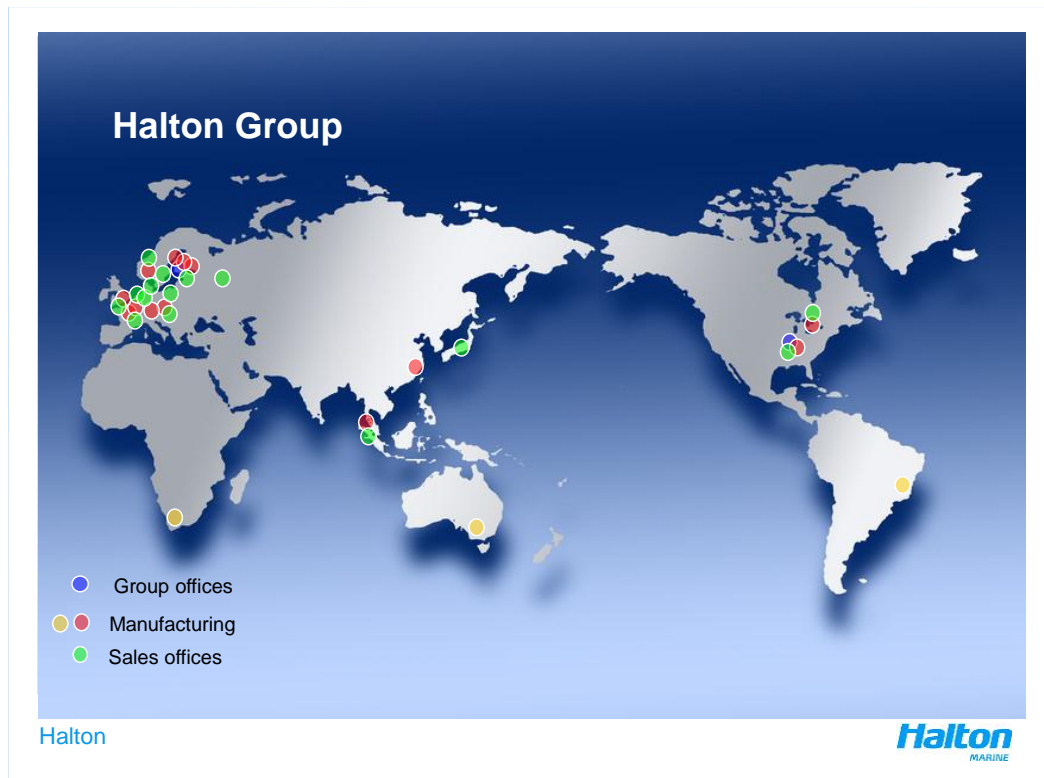 Halton Group
Group offices
Manufacturing
Sales offices
Halton
Halton
MARINE